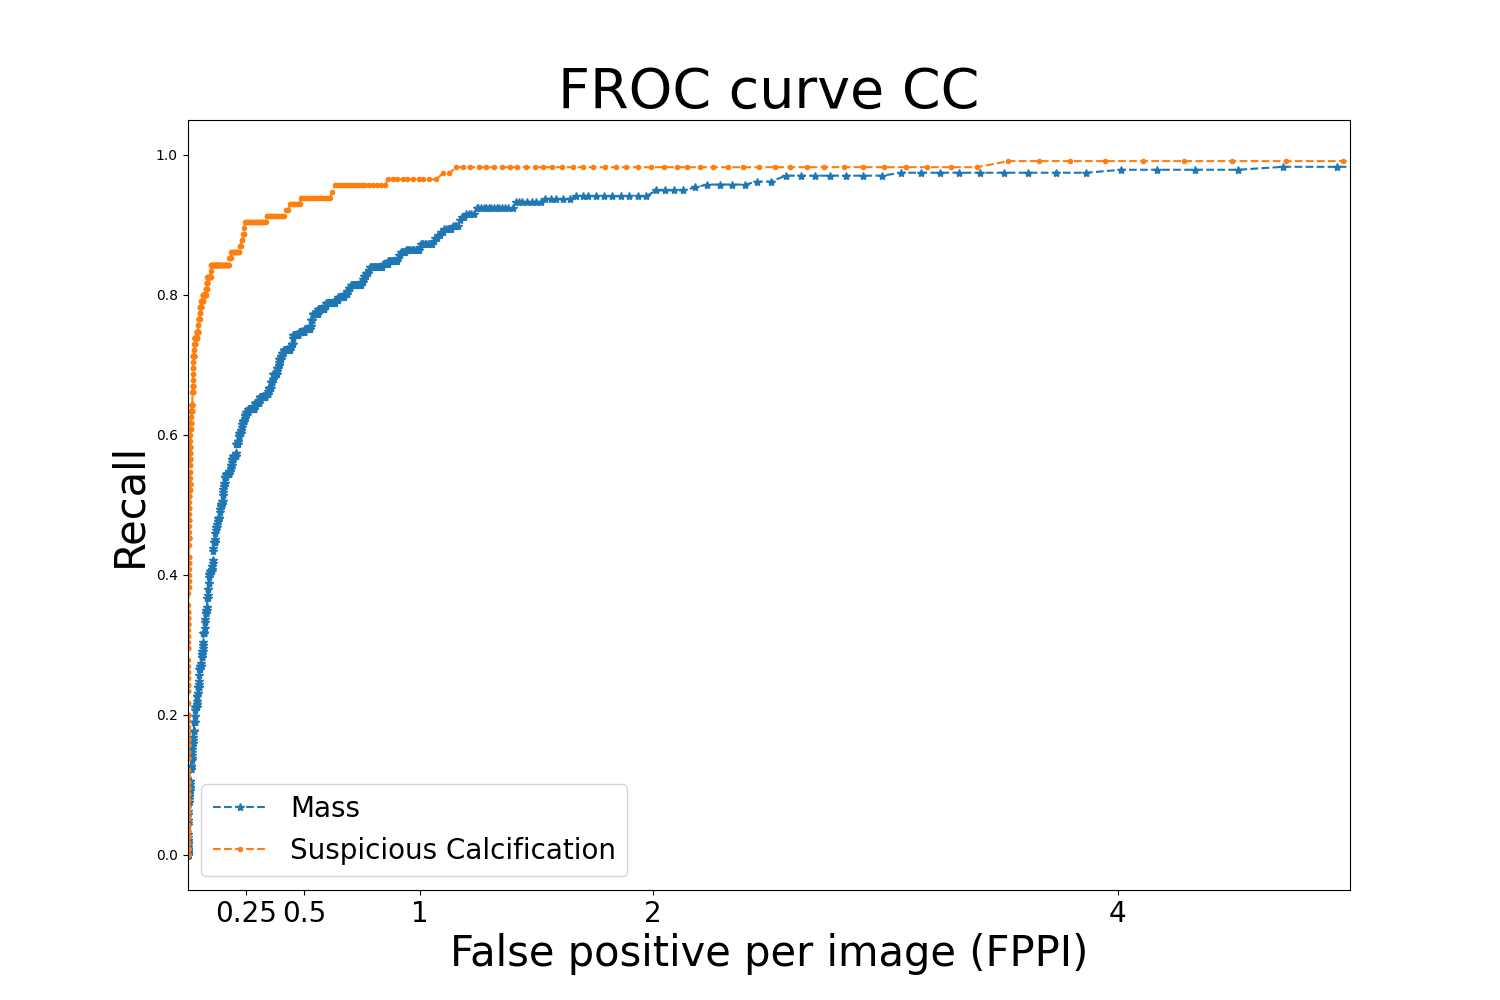 FROC curve CC
1.0
0.8
0.6
0.4
0.2
0.0
Recall
Mass
Suspicious Calcification
0.25 0.5 1 2 4
False positive per image (FPPI)